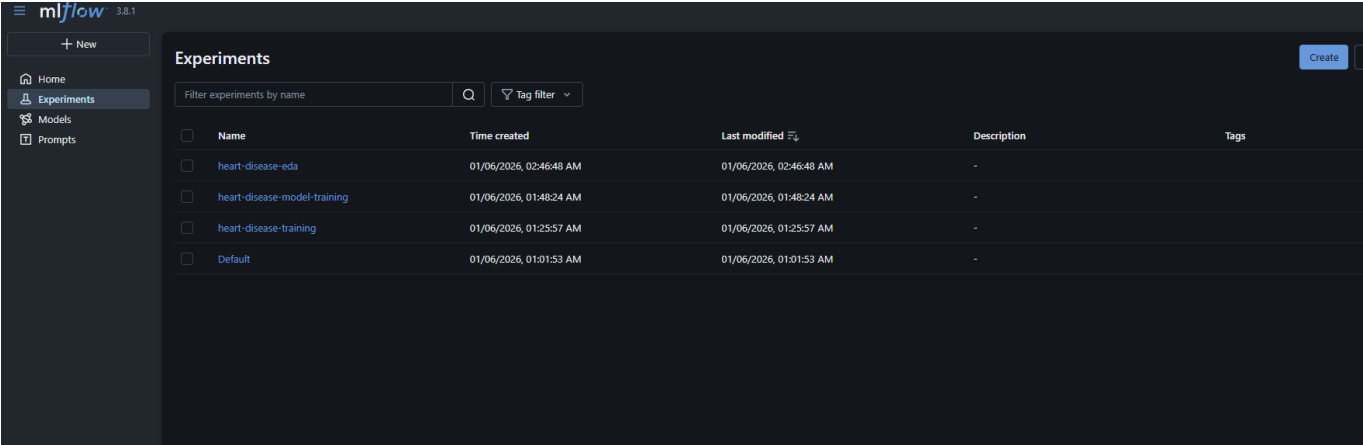 mlflow 3.8.1
+ New
Home
Experiments
Models
Prompts
Experiments
Create
Filter experiments by name
Tag filter
Name Time created Last modified Description Tags
heart-disease-eda 01/06/2026, 02:46:48 AM 01/06/2026, 02:46:48 AM -
heart-disease-model-training 01/06/2026, 01:48:24 AM 01/06/2026, 01:48:24 AM -
heart-disease-training 01/06/2026, 01:25:57 AM 01/06/2026, 01:25:57 AM -
Default 01/06/2026, 01:01:53 AM 01/06/2026, 01:01:53 AM -